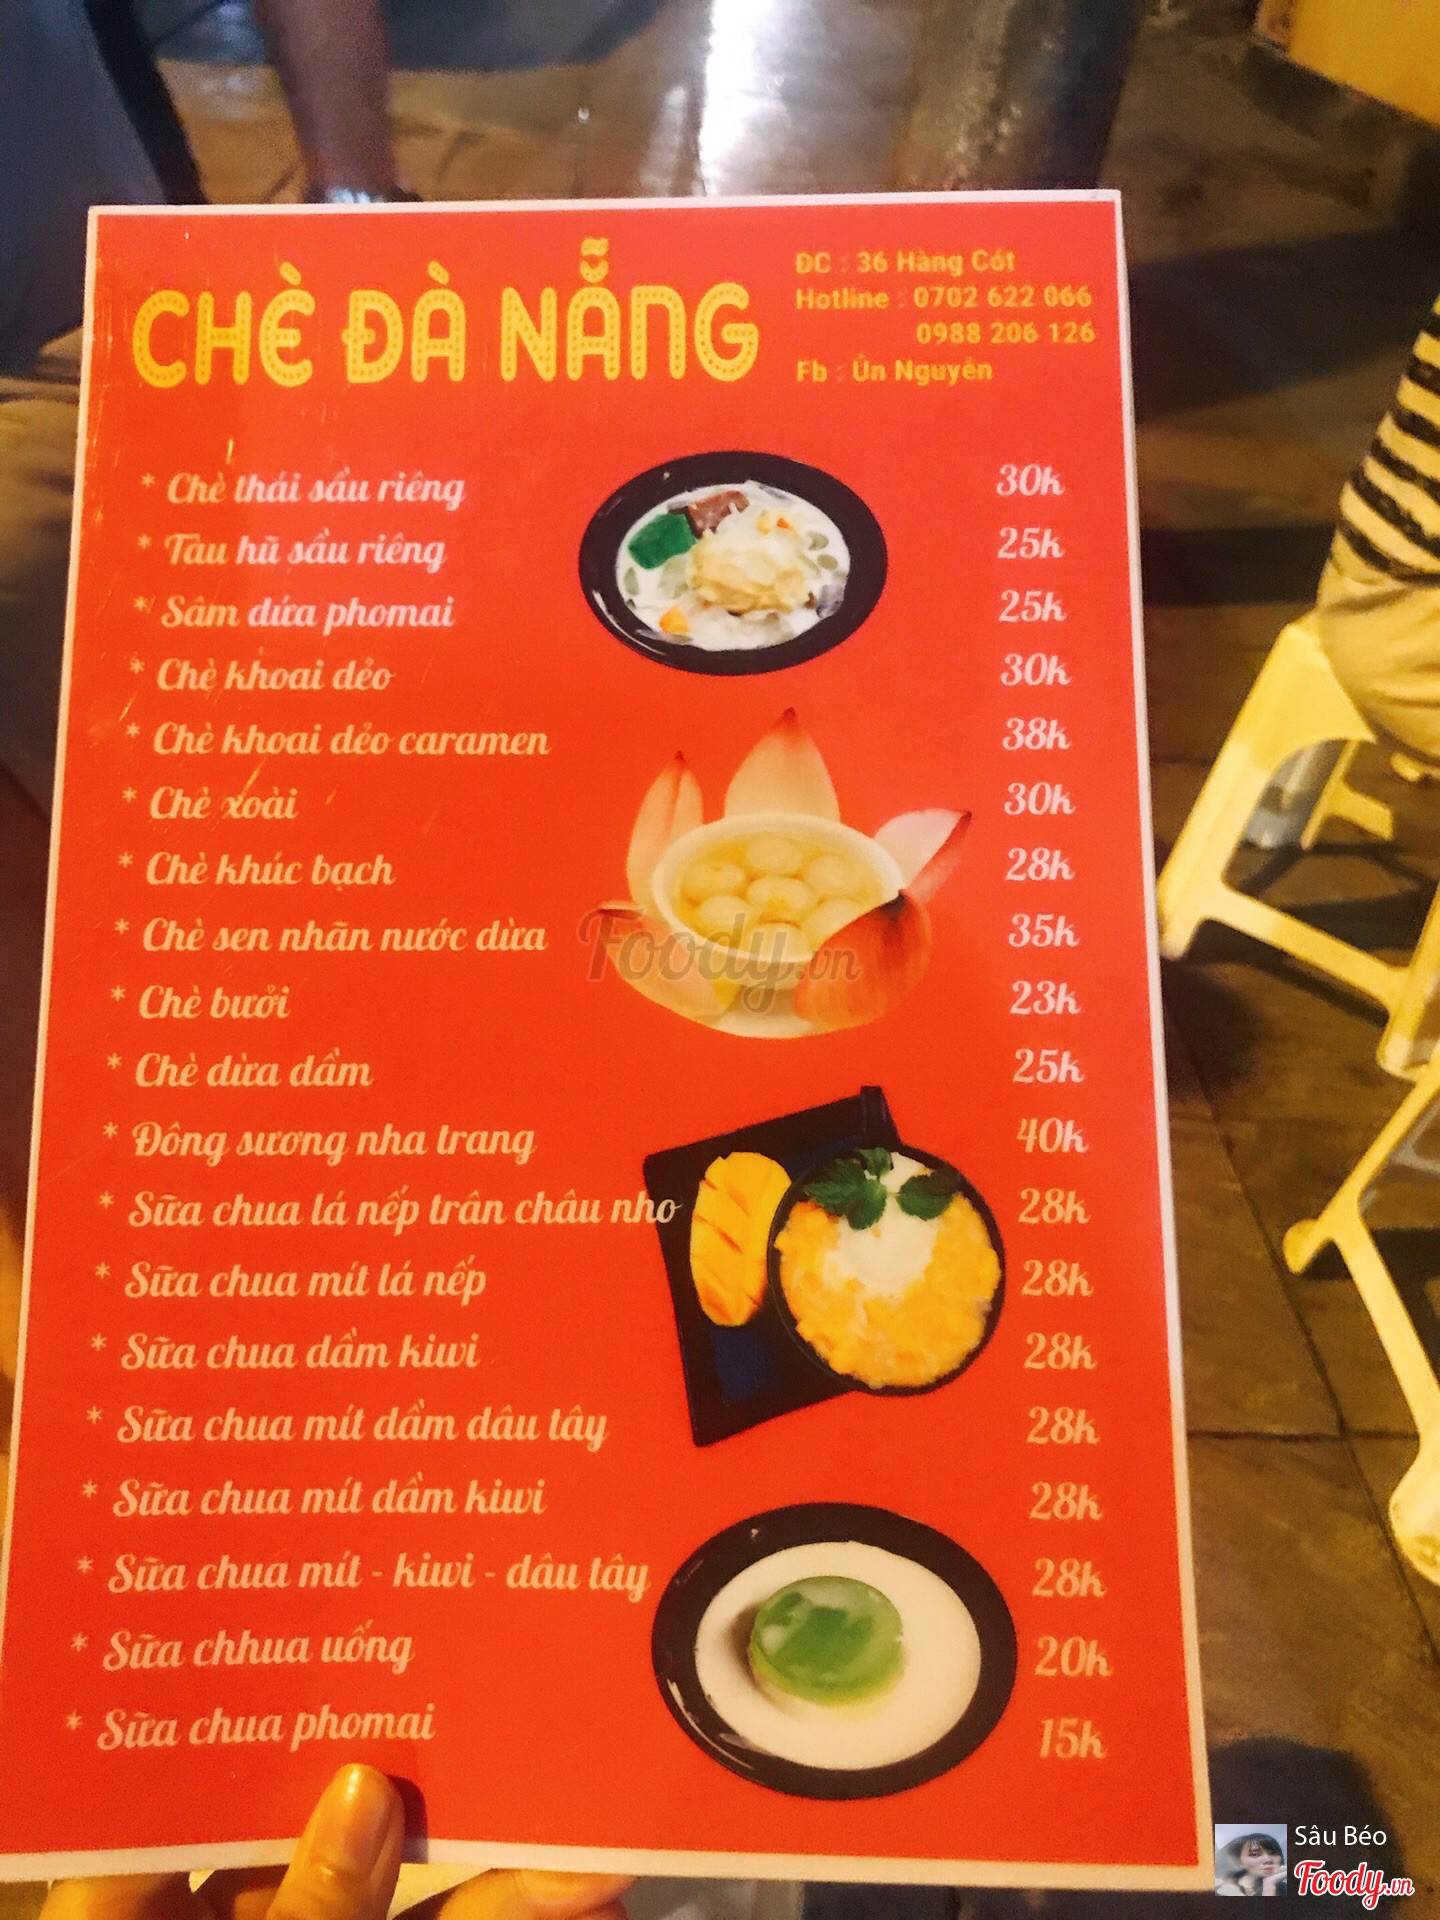 CHÈ ĐÀ NẴNG
ĐC : 36 Hàng Cót
Hotline : 0702 622 066
0988 206 126
Fb : Ủn Nguyễn
* Chè thái sầu riêng 30k
* Tàu hũ sầu riêng 25k
* Sâm dứa phomai 25k
* Chè khoai dẻo 30k
* Chè khoai dẻo caramen 38k
* Chè xoài 30k
* Chè khúc bạch 28k
* Chè sen nhãn nước dừa 35k
* Chè bưởi 23k
* Chè dừa dầm 25k
* Đông sương nha trang 40k
* Sữa chua lá nếp trân châu nho 28k
* Sữa chua mít lá nếp 28k
* Sữa chua dầm kiwi 28k
* Sữa chua mít dầm dâu tây 28k
* Sữa chua mít dầm kiwi 28k
* Sữa chua mít - kiwi - dâu tây 28k
* Sữa chhua uống 20k
* Sữa chua phomai 15k
Foody.vn
Sâu Béo
Foody.vn